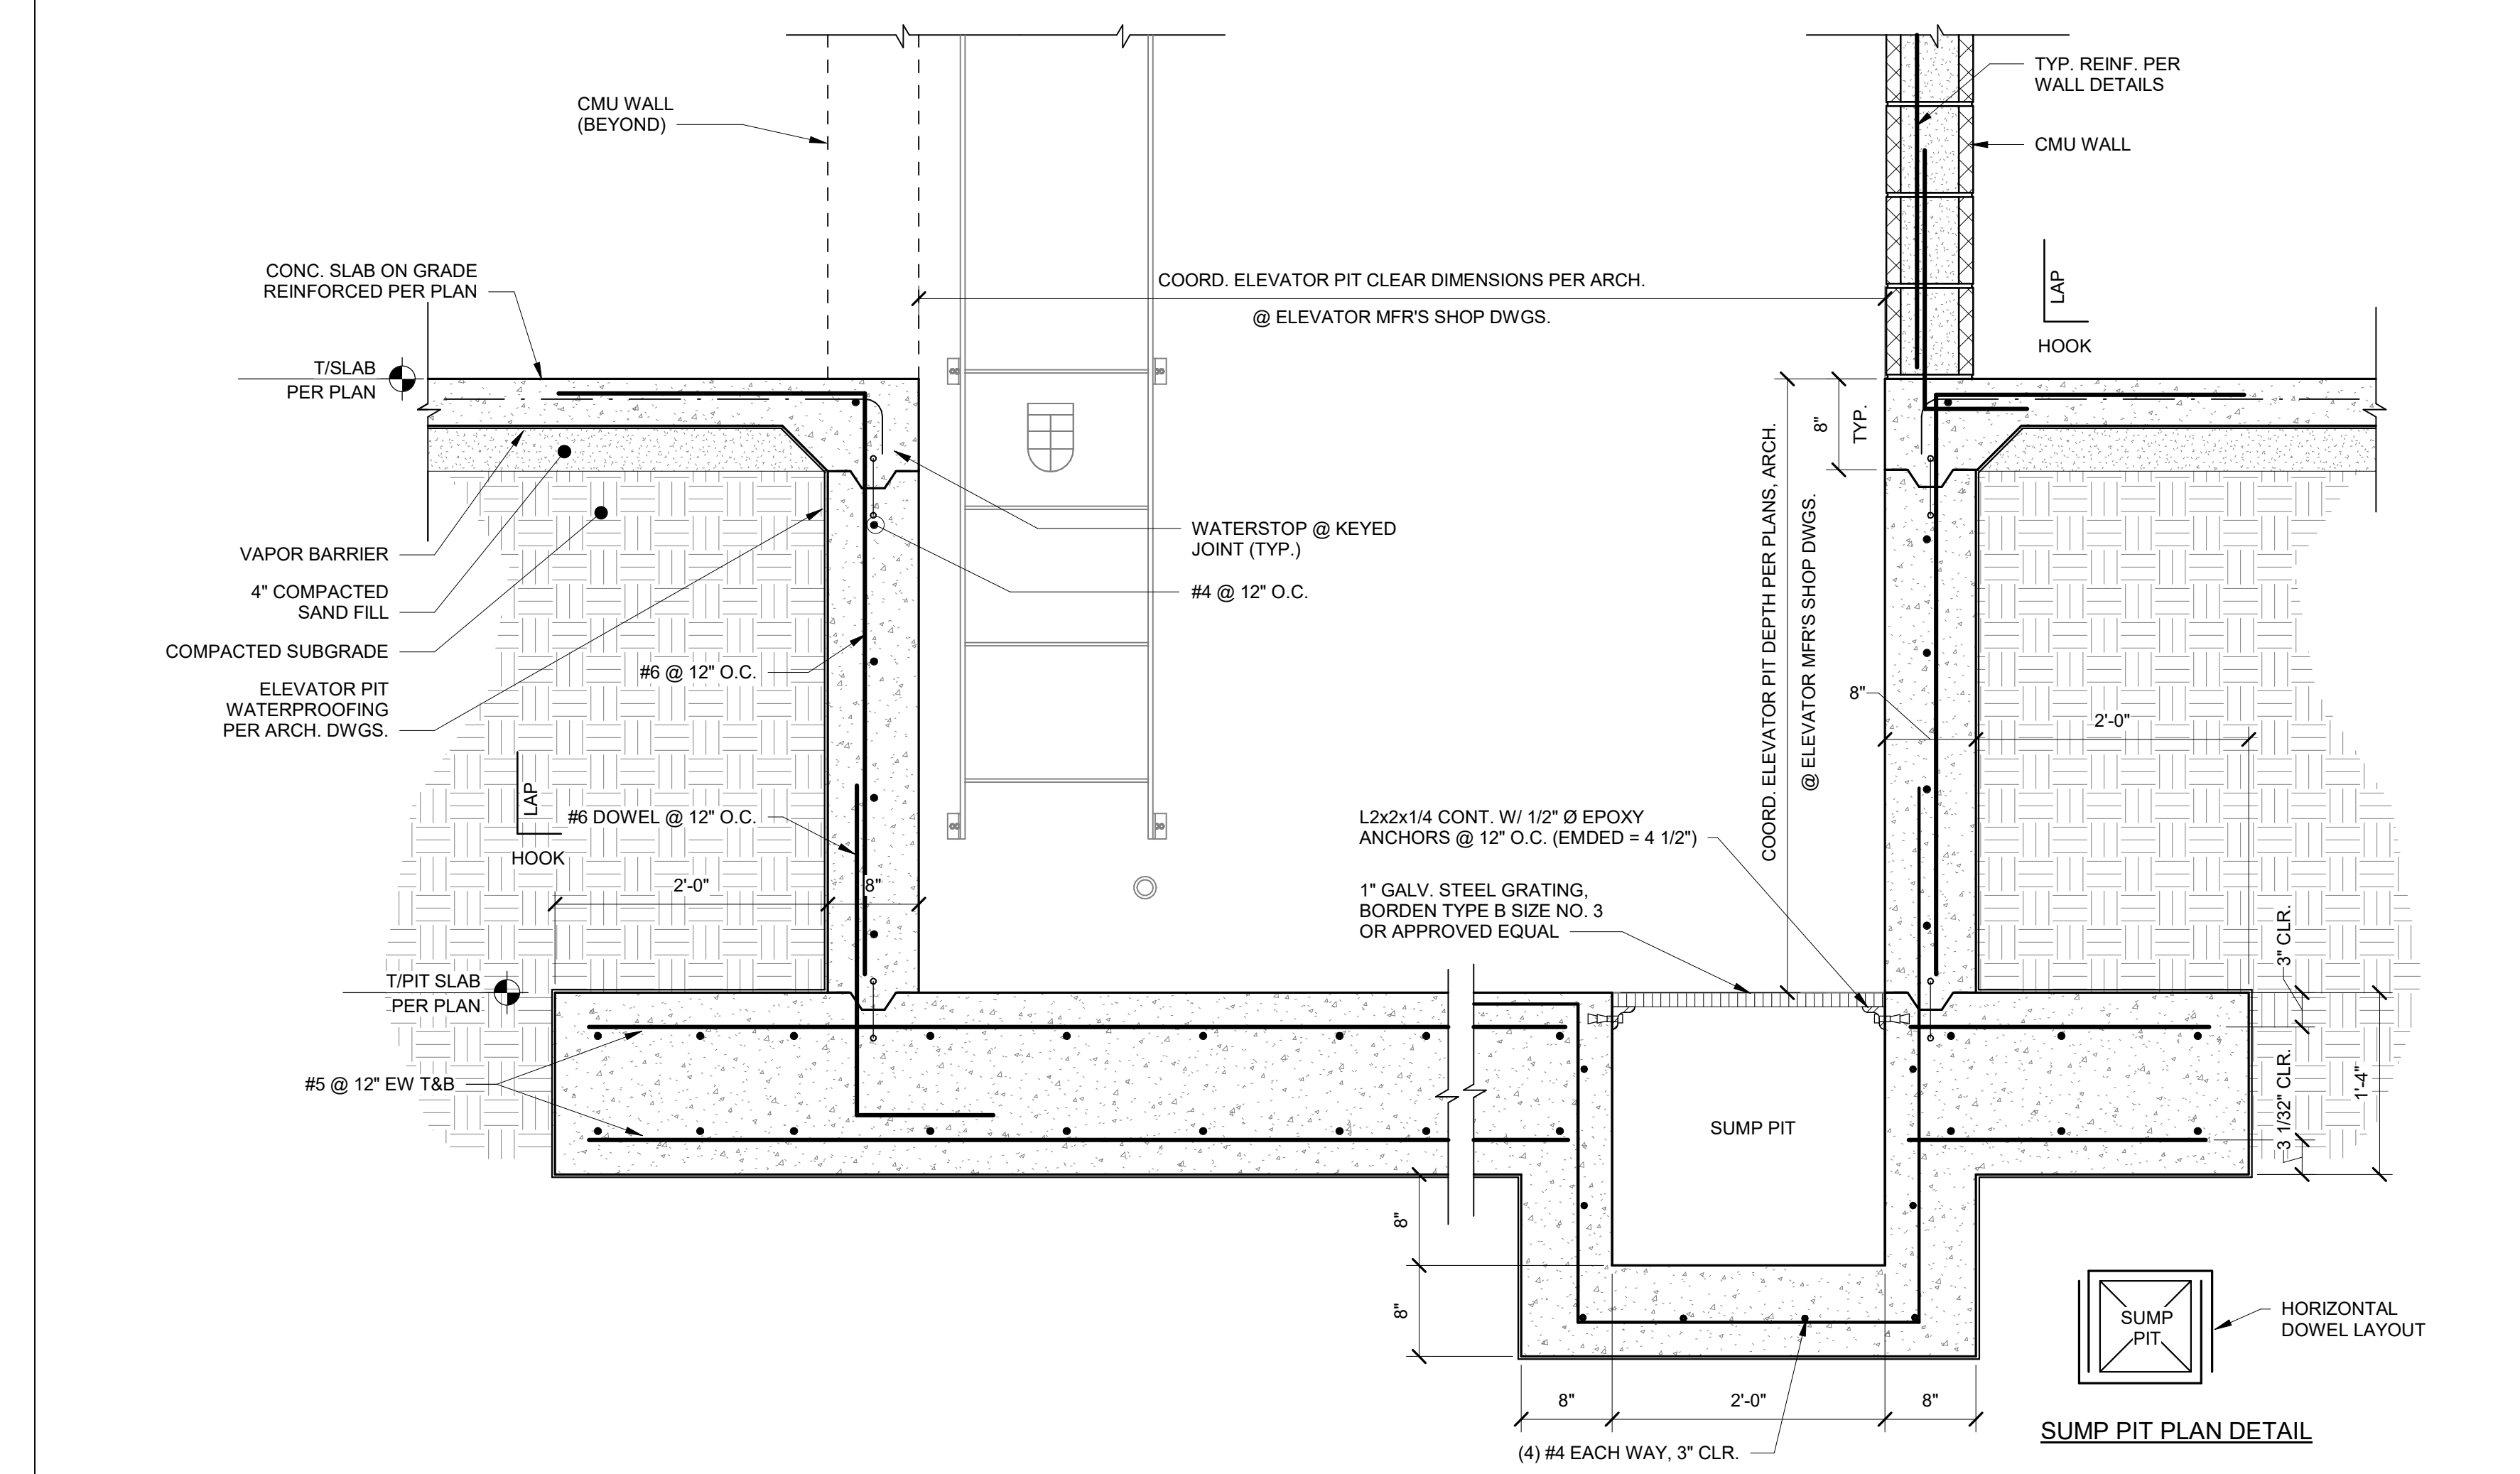 TYP. REINF. PER
WALL DETAILS
CMU WALL
(BEYOND)
CMU WALL
CONC. SLAB ON GRADE
REINFORCED PER PLAN
COORD. ELEVATOR PIT CLEAR DIMENSIONS PER ARCH.
@ ELEVATOR MFR'S SHOP DWGS.
LAP
HOOK
T/SLAB
PER PLAN
8"
TYP.
COORD. ELEVATOR PIT DEPTH PER PLANS, ARCH.
@ ELEVATOR MFR'S SHOP DWGS.
VAPOR BARRIER
4" COMPACTED
SAND FILL
COMPACTED SUBGRADE
ELEVATOR PIT
WATERPROOFING
PER ARCH. DWGS.
WATERSTOP @ KEYED
JOINT (TYP.)
#4 @ 12" O.C.
#6 @ 12" O.C.
8"
2'-0"
LAP
HOOK
#6 DOWEL @ 12" O.C.
2'-0"
8"
L2x2x1/4 CONT. W/ 1/2" Ø EPOXY
ANCHORS @ 12" O.C. (EMDED = 4 1/2")
1" GALV. STEEL GRATING,
BORDEN TYPE B SIZE NO. 3
OR APPROVED EQUAL
T/PIT SLAB
PER PLAN
3" CLR.
3 1/32" CLR.
1'-4"
#5 @ 12" EW T&B
SUMP PIT
8"
8"
8"
2'-0"
8"
(4) #4 EACH WAY, 3" CLR.
SUMP
PIT
HORIZONTAL
DOWEL LAYOUT
SUMP PIT PLAN DETAIL